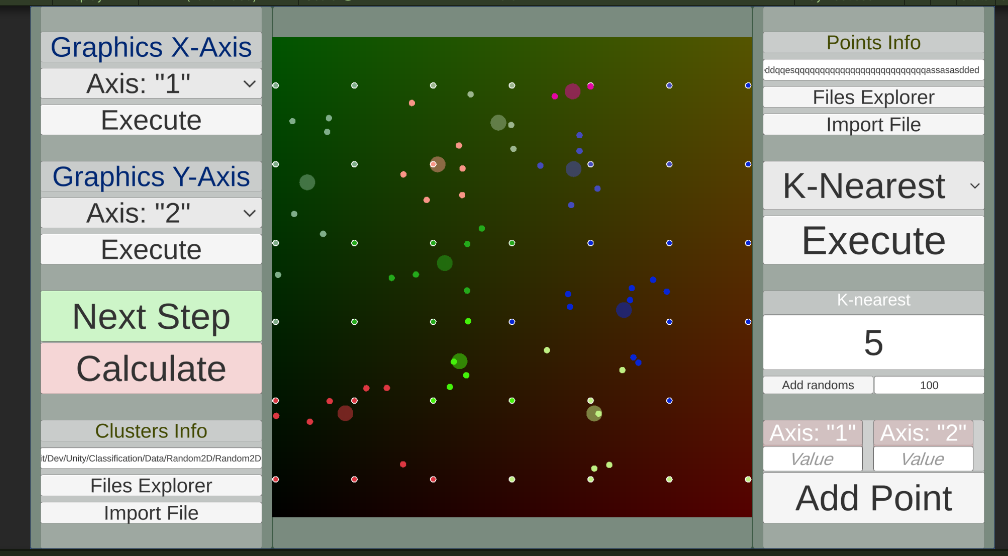 Graphics X-Axis
Axis: "1"
Execute
Graphics Y-Axis
Axis: "2"
Execute
Next Step
Calculate
Clusters Info
t/Dev/Unity/Classification/Data/Random2D/Random2D
Files Explorer
Import File
Points Info
Files Explorer
Import File
K-Nearest
Execute
K-nearest
5
Add randoms
100
Axis: "1"
Axis: "2"
Value
Value
Add Point